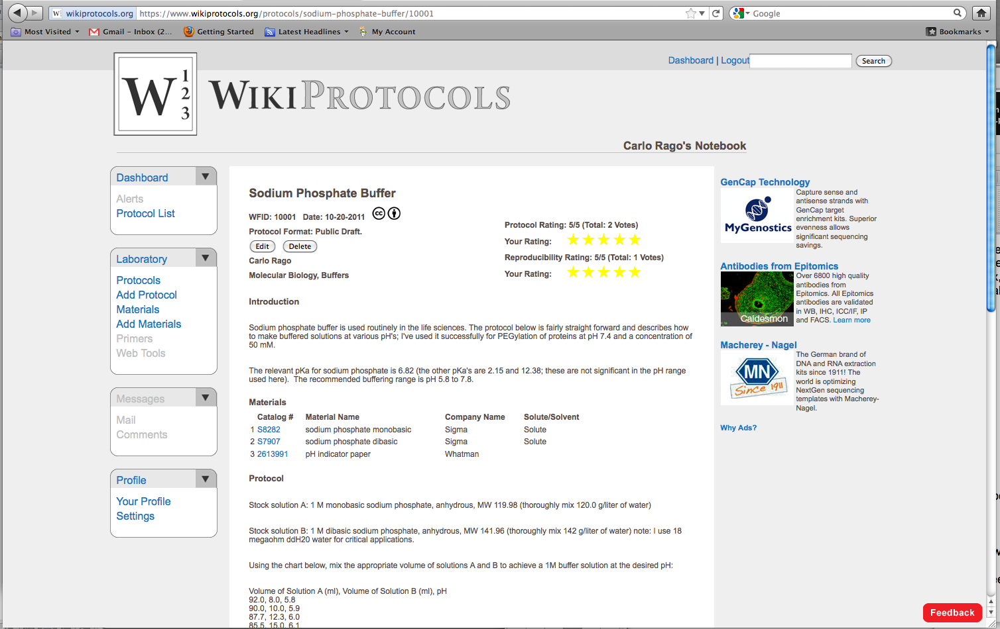 wikiprotocols.org https://www.wikiprotocols.org/protocols/sodium-phosphate-buffer/10001
Google
Most Visited
Gmail - Inbox (2...
Getting Started
Latest Headlines
My Account
Bookmarks
Dashboard | Logout
Search
W 1 2 3
WIKIPROTOCOLS
Carlo Rago's Notebook
Dashboard
Alerts
Protocol List
Laboratory
Protocols
Add Protocol
Materials
Add Materials
Primers
Web Tools
Messages
Mail
Comments
Profile
Your Profile
Settings
Sodium Phosphate Buffer
WFID: 10001 Date: 10-20-2011 cc
Protocol Format: Public Draft.
Edit Delete
Carlo Rago
Molecular Biology, Buffers
Protocol Rating: 5/5 (Total: 2 Votes)
Your Rating:
Reproducibility Rating: 5/5 (Total: 1 Votes)
Your Rating:
Introduction
Sodium phosphate buffer is used routinely in the life sciences. The protocol below is fairly straight forward and describes how
to make buffered solutions at various pH's; I've used it successfully for PEGylation of proteins at pH 7.4 and a concentration of
50 mM.
The relevant pKa for sodium phosphate is 6.82 (the other pKa's are 2.15 and 12.38; these are not significant in the pH range
used here). The recommended buffering range is pH 5.8 to 7.8.
Materials
Catalog # Material Name Company Name Solute/Solvent
1 S8282 sodium phosphate monobasic Sigma Solute
2 S7907 sodium phosphate dibasic Sigma Solute
3 2613991 pH indicator paper Whatman
Protocol
Stock solution A: 1 M monobasic sodium phosphate, anhydrous, MW 119.98 (thoroughly mix 120.0 g/liter of water)
Stock solution B: 1 M dibasic sodium phosphate, anhydrous, MW 141.96 (thoroughly mix 142 g/liter of water) note: I use 18
megaohm ddH20 water for critical applications.
Using the chart below, mix the appropriate volume of solutions A and B to achieve a 1M buffer solution at the desired pH:
Volume of Solution A (ml), Volume of Solution B (ml), pH
92.0, 8.0, 5.8
90.0, 10.0, 5.9
87.7, 12.3, 6.0
85.5, 15.0, 6.1
GenCap Technology
MyGenostics
Capture sense and
antisense strands with
GenCap target
enrichment kits. Superior
evenness allows
significant sequencing
savings.
Antibodies from Epitomics
Caldesmon
Over 6800 high quality
antibodies from
Epitomics. All Epitomics
antibodies are validated
in WB, IHC, ICC/IF, IP
and FACS. Learn more
Macherey - Nagel
MN
Since 1911
The German brand of
DNA and RNA extraction
kits since 1911! The
world is optimizing
NextGen sequencing
templates with Macherey-
Nagel.
Why Ads?
Feedback